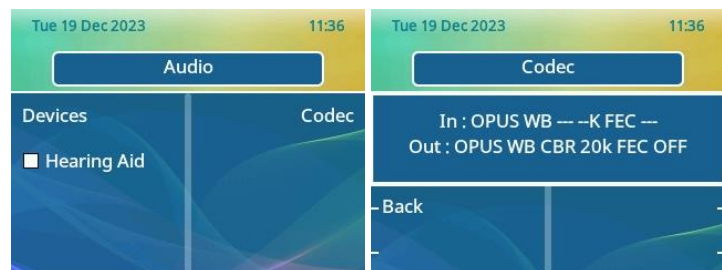 Tue 19 Dec 2023 11:36
Audio
Devices Codec
Hearing Aid
Tue 19 Dec 2023 11:36
Codec
In : OPUS WB --- --K FEC ---
Out : OPUS WB CBR 20k FEC OFF
Back